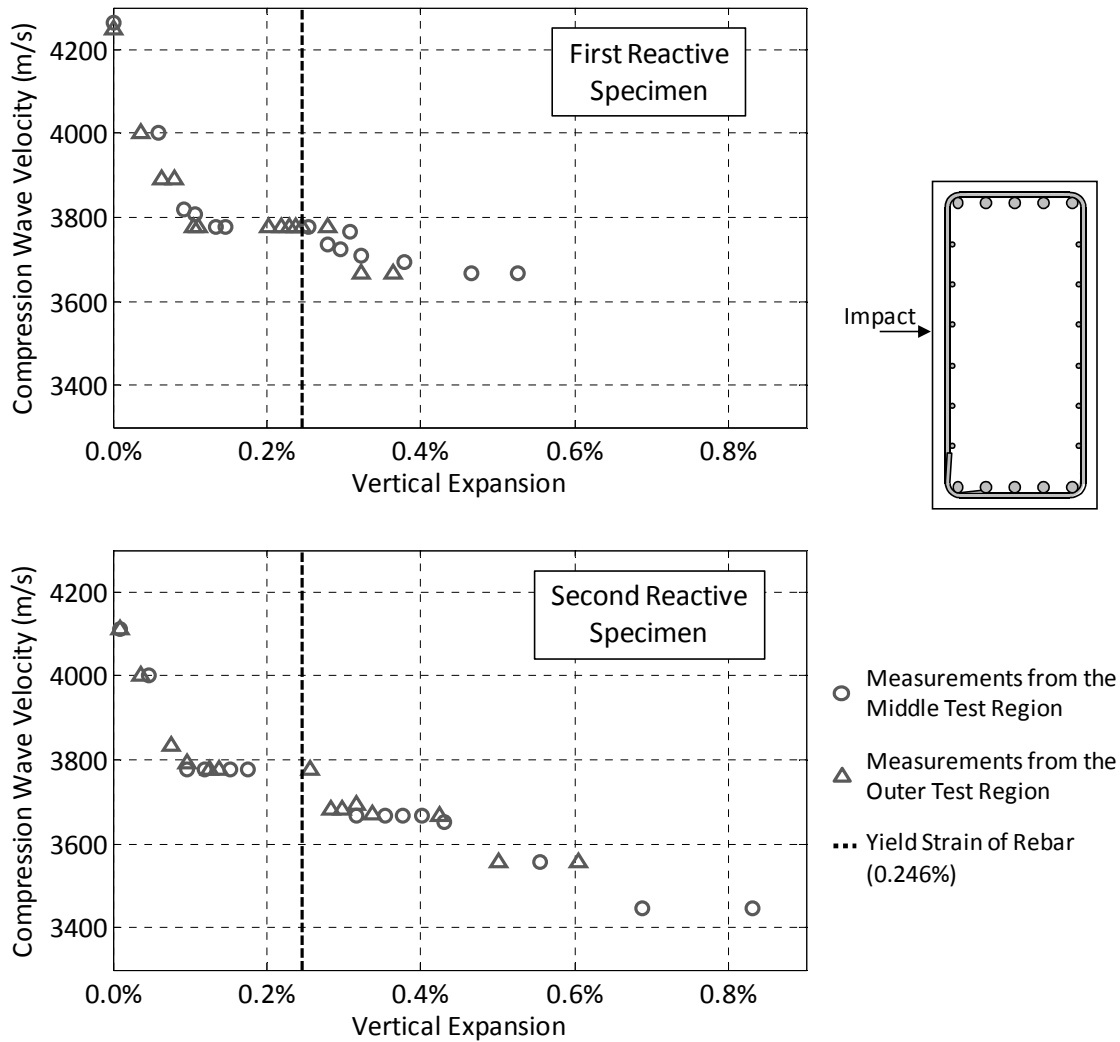 Compression Wave Velocity (m/s)
4200
4000
3800
3600
3400
First Reactive
Specimen
0.0%
0.2%
0.4%
0.6%
0.8%
Vertical Expansion
Impact
Compression Wave Velocity (m/s)
4200
4000
3800
3600
3400
Second Reactive
Specimen
0.0%
0.2%
0.4%
0.6%
0.8%
Vertical Expansion
Measurements from the
Middle Test Region
Measurements from the
Outer Test Region
Yield Strain of Rebar
(0.246%)